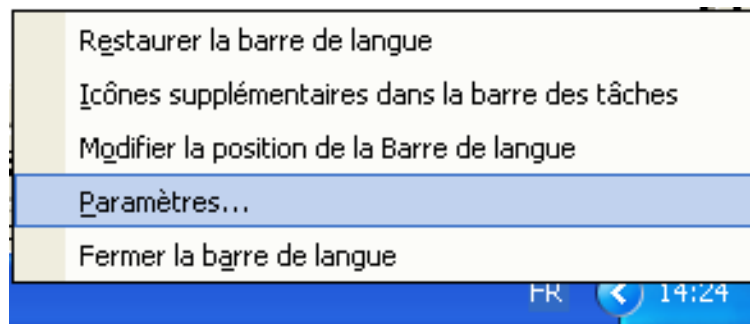 Restaurer la barre de langue
Icônes supplémentaires dans la barre des tâches
Modifier la position de la Barre de langue
Paramètres...
Fermer la barre de langue
FR 14:24